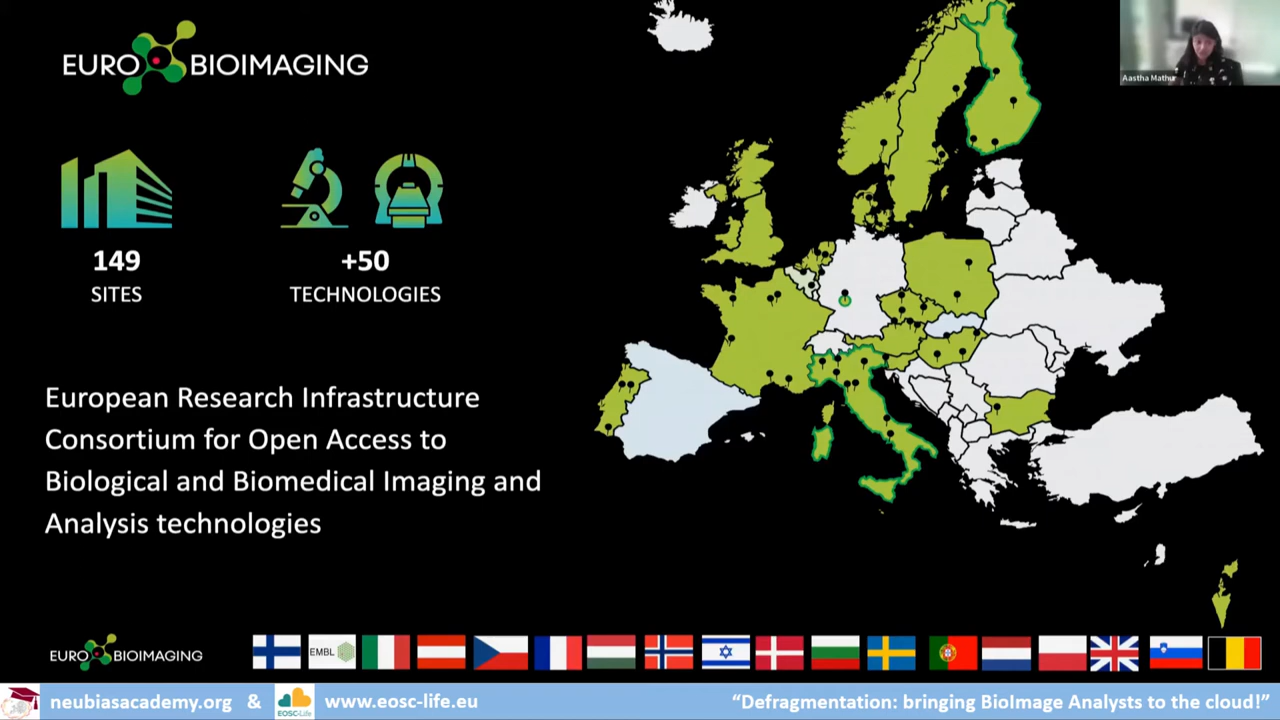 EURO BIOIMAGING
Aastha Mathur
149
SITES
+50
TECHNOLOGIES
European Research Infrastructure
Consortium for Open Access to
Biological and Biomedical Imaging and
Analysis technologies
EURO BIOIMAGING
EMBL
neubiasacademy.org & EOSC-Life www.eosc-life.eu “Defragmentation: bringing BioImage Analysts to the cloud!”